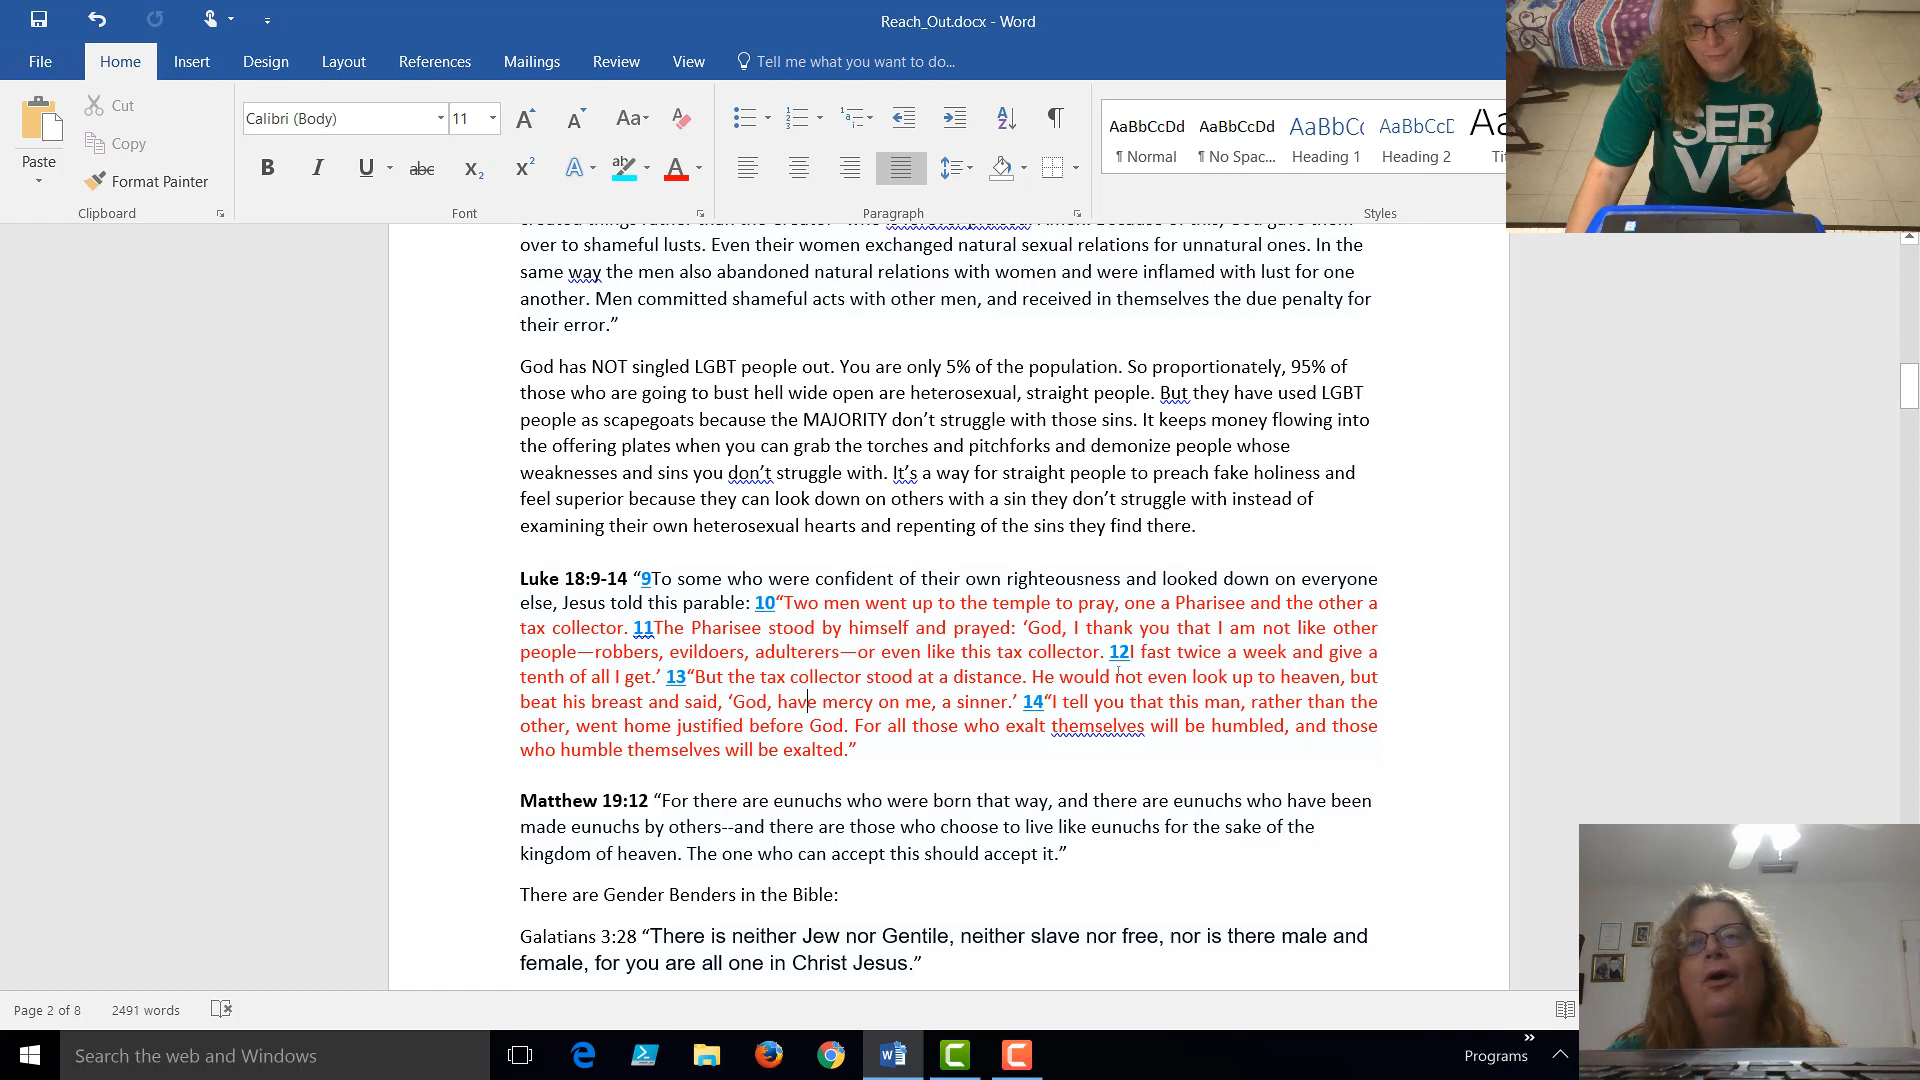 Reach_Out.docx - Word
File Home Insert Design Layout References Mailings Review View Tell me what you want to do...
Paste
Cut
Copy
Format Painter
Clipboard
Calibri (Body) 11
Font
Paragraph
AaBbCcDd AaBbCcDd AaBbCc AaBbCcD Aa
¶ Normal ¶ No Spac... Heading 1 Heading 2
Styles
SER
VE
over to shameful lusts. Even their women exchanged natural sexual relations for unnatural ones. In the
same way the men also abandoned natural relations with women and were inflamed with lust for one
another. Men committed shameful acts with other men, and received in themselves the due penalty for
their error.”
God has NOT singled LGBT people out. You are only 5% of the population. So proportionately, 95% of
those who are going to bust hell wide open are heterosexual, straight people. But they have used LGBT
people as scapegoats because the MAJORITY don’t struggle with those sins. It keeps money flowing into
the offering plates when you can grab the torches and pitchforks and demonize people whose
weaknesses and sins you don’t struggle with. It’s a way for straight people to preach fake holiness and
feel superior because they can look down on others with a sin they don’t struggle with instead of
examining their own heterosexual hearts and repenting of the sins they find there.
Luke 18:9-14 “9To some who were confident of their own righteousness and looked down on everyone
else, Jesus told this parable: 10“Two men went up to the temple to pray, one a Pharisee and the other a
tax collector. 11The Pharisee stood by himself and prayed: ‘God, I thank you that I am not like other
people—robbers, evildoers, adulterers—or even like this tax collector. 12I fast twice a week and give a
tenth of all I get.’ 13“But the tax collector stood at a distance. He would not even look up to heaven, but
beat his breast and said, ‘God, have mercy on me, a sinner.’ 14“I tell you that this man, rather than the
other, went home justified before God. For all those who exalt themselves will be humbled, and those
who humble themselves will be exalted.”
Matthew 19:12 “For there are eunuchs who were born that way, and there are eunuchs who have been
made eunuchs by others--and there are those who choose to live like eunuchs for the sake of the
kingdom of heaven. The one who can accept this should accept it.”
There are Gender Benders in the Bible:
Galatians 3:28 “There is neither Jew nor Gentile, neither slave nor free, nor is there male and
female, for you are all one in Christ Jesus.”
Page 2 of 8 2491 words
Search the web and Windows
Programs